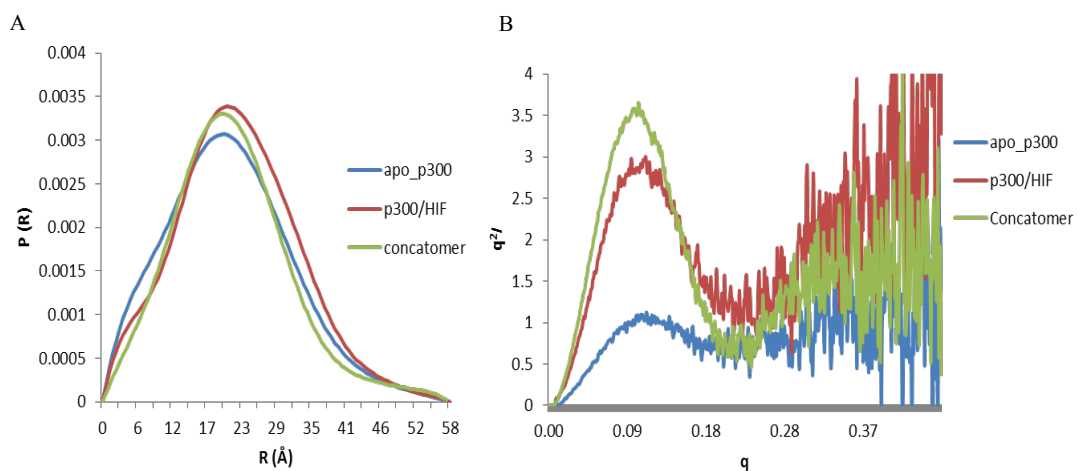 A
0.004
0.0035
0.003
0.0025
0.002
0.0015
0.001
0.0005
0
P (R)
0 6 12 17 23 29 35 41 46 52 58
R (Å)
apo_p300
p300/HIF
concatomer
B
4
3.5
3
2.5
2
1.5
1
0.5
0
q²I
0.00 0.09 0.18 0.28 0.37
q
apo_p300
p300/HIF
Concatomer